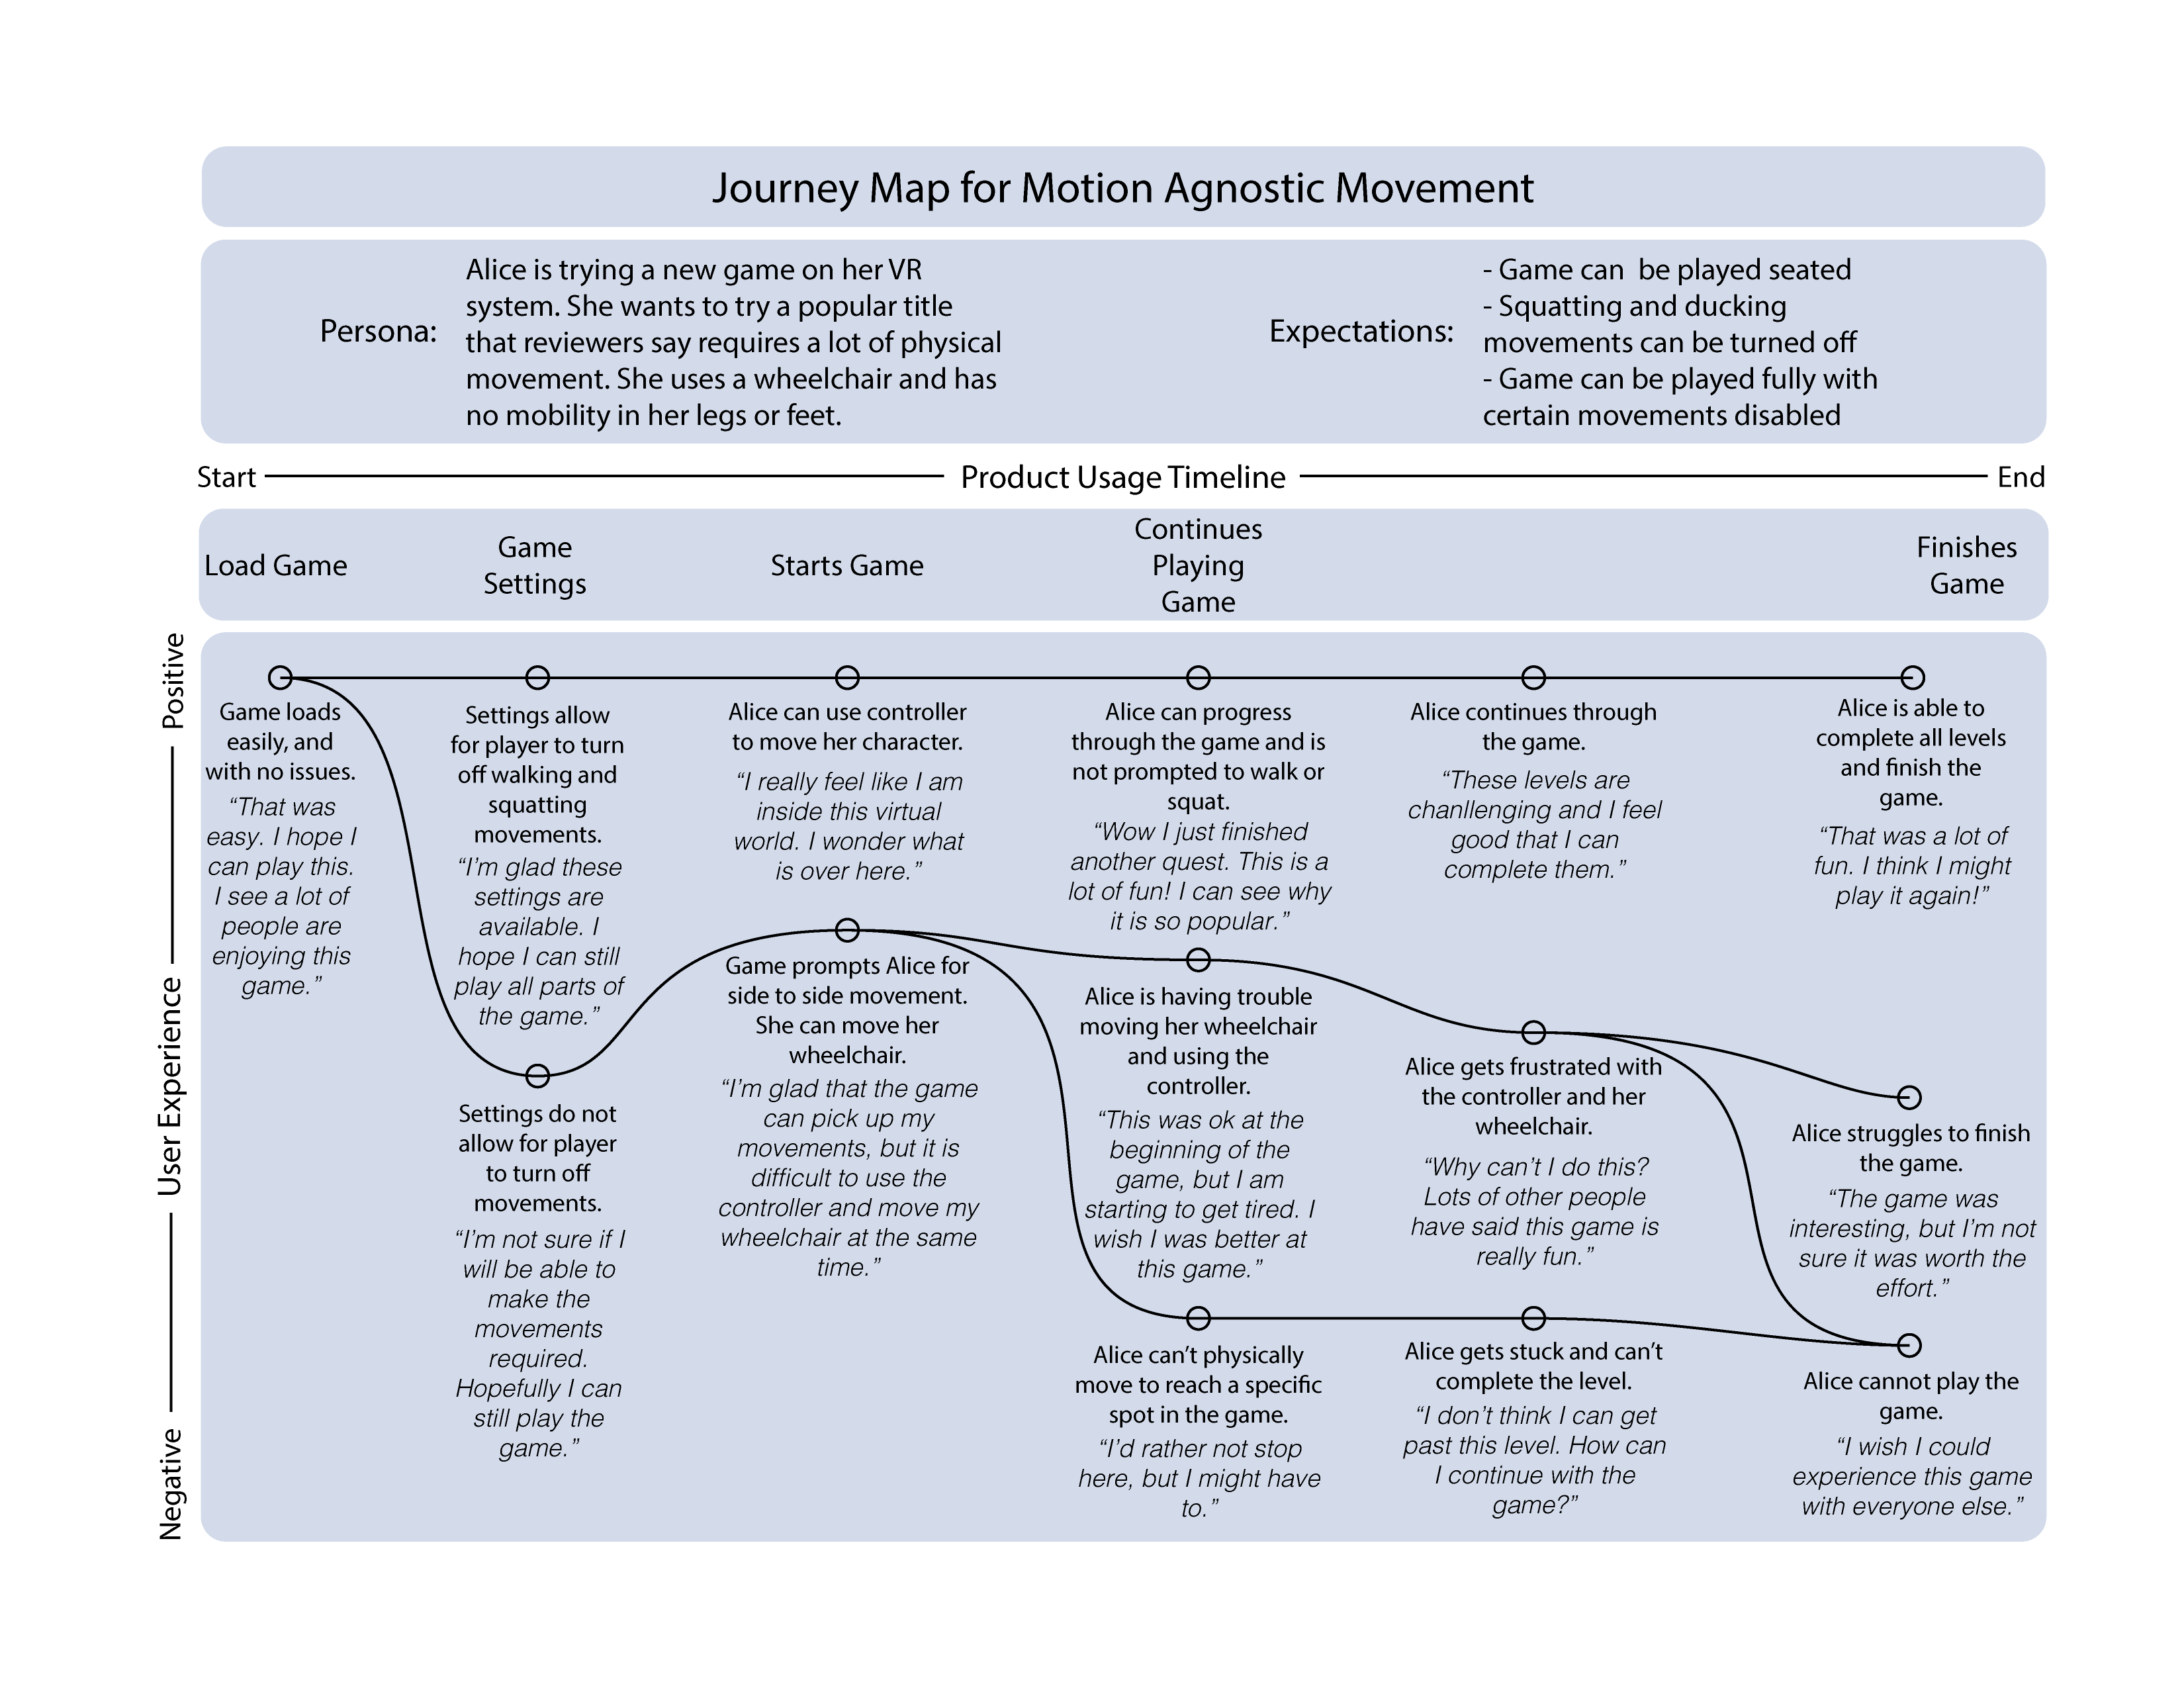 Journey Map for Motion Agnostic Movement
Persona:
Alice is trying a new game on her VR
system. She wants to try a popular title
that reviewers say requires a lot of physical
movement. She uses a wheelchair and has
no mobility in her legs or feet.
Expectations:
- Game can be played seated
- Squatting and ducking
movements can be turned off
- Game can be played fully with
certain movements disabled
Start
Product Usage Timeline
End
Load Game
Game
Settings
Starts Game
Continues
Playing
Game
Finishes
Game
Positive
User Experience
Negative
Game loads
easily, and
with no issues.
“That was
easy. I hope I
can play this.
I see a lot of
people are
enjoying this
game.”
Settings allow
for player to turn
off walking and
squatting
movements.
“I’m glad these
settings are
available. I
hope I can still
play all parts of
the game.”
Alice can use controller
to move her character.
“I really feel like I am
inside this virtual
world. I wonder what
is over here.”
Alice can progress
through the game and is
not prompted to walk or
squat.
“Wow I just finished
another quest. This is a
lot of fun! I can see why
it is so popular.”
Alice continues through
the game.
“These levels are
chanllenging and I feel
good that I can
complete them.”
Alice is able to
complete all levels
and finish the
game.
“That was a lot of
fun. I think I might
play it again!”
Settings do not
allow for player
to turn off
movements.
“I’m not sure if I
will be able to
make the
movements
required.
Hopefully I can
still play the
game.”
Game prompts Alice for
side to side movement.
She can move her
wheelchair.
“I’m glad that the game
can pick up my
movements, but it is
difficult to use the
controller and move my
wheelchair at the same
time.”
Alice is having trouble
moving her wheelchair
and using the
controller.
“This was ok at the
beginning of the
game, but I am
starting to get tired. I
wish I was better at
this game.”
Alice gets frustrated with
the controller and her
wheelchair.
“Why can’t I do this?
Lots of other people
have said this game is
really fun.”
Alice struggles to finish
the game.
“The game was
interesting, but I’m not
sure it was worth the
effort.”
Alice can’t physically
move to reach a specific
spot in the game.
“I’d rather not stop
here, but I might have
to.”
Alice gets stuck and can’t
complete the level.
“I don’t think I can get
past this level. How can
I continue with the
game?”
Alice cannot play the
game.
“I wish I could
experience this game
with everyone else.”